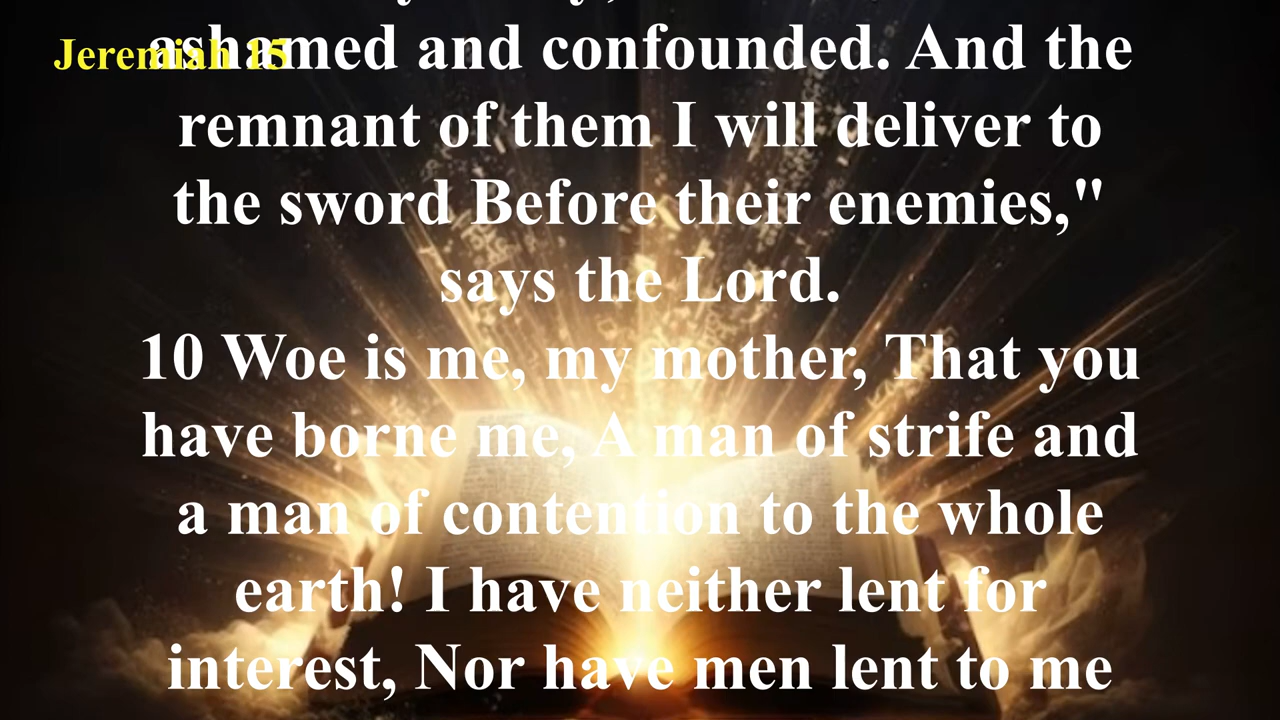 Jeremiah 15
ashamed and confounded. And the
remnant of them I will deliver to
the sword Before their enemies,"
says the Lord.
10 Woe is me, my mother, That you
have borne me, A man of strife and
a man of contention to the whole
earth! I have neither lent for
interest, Nor have men lent to me